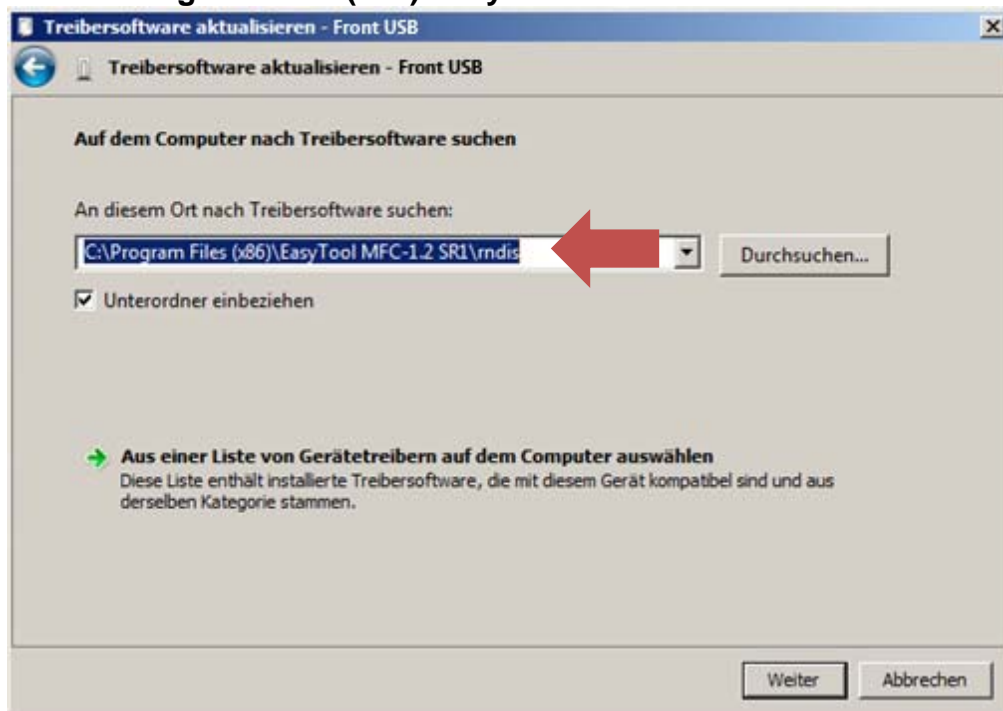 Treibersoftware aktualisieren - Front USB
Treibersoftware aktualisieren - Front USB
Auf dem Computer nach Treibersoftware suchen
An diesem Ort nach Treibersoftware suchen:
C:\Program Files (x86)\EasyTool MFC-1.2 SR1\rndis
Durchsuchen...
Unterordner einbeziehen
Aus einer Liste von Gerätetreibern auf dem Computer auswählen
Diese Liste enthält installierte Treibersoftware, die mit diesem Gerät kompatibel sind und aus
derselben Kategorie stammen.
Weiter Abbrechen